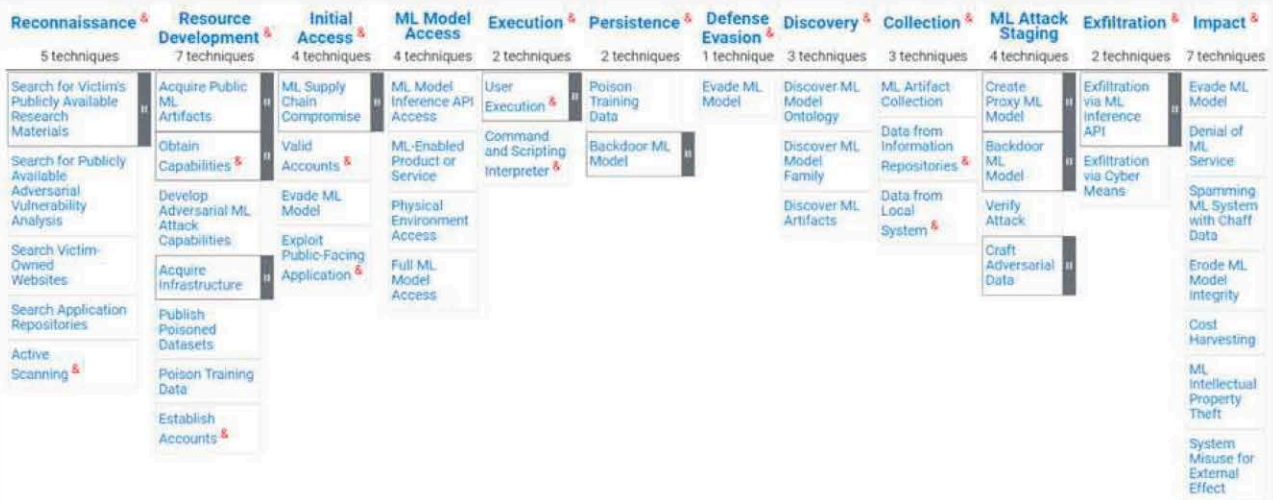 Reconnaissance &
5 techniques
Search for Victim's
Publicly Available
Research
Materials
Search for Publicly
Available
Adversarial
Vulnerability
Analysis
Search Victim-
Owned
Websites
Search Application
Repositories
Active
Scanning &
Resource
Development &
7 techniques
Acquire Public
ML
Artifacts
Obtain
Capabilities &
Develop
Adversarial ML
Attack
Capabilities
Acquire
Infrastructure
Publish
Poisoned
Datasets
Poison Training
Data
Establish
Accounts &
Initial
Access &
4 techniques
ML Supply
Chain
Compromise
Valid
Accounts &
Evade ML
Model
Exploit
Public-Facing
Application &
ML Model
Access
4 techniques
ML Model
Inference API
Access
ML-Enabled
Product or
Service
Physical
Environment
Access
Full ML
Model
Access
Execution &
2 techniques
User
Execution &
Command
and Scripting
Interpreter &
Persistence &
2 techniques
Poison
Training
Data
Backdoor ML
Model
Defense
Evasion &
1 technique
Evade ML
Model
Discovery &
3 techniques
Discover ML
Model
Ontology
Discover ML
Model
Family
Discover ML
Artifacts
Collection &
3 techniques
ML Artifact
Collection
Data from
Information
Repositories &
Data from
Local
System &
ML Attack
Staging
4 techniques
Create
Proxy ML
Model
Backdoor
ML
Model
Verify
Attack
Craft
Adversarial
Data
Exfiltration &
2 techniques
Exfiltration
via ML
Inference
API
Exfiltration
via Cyber
Means
Impact &
7 techniques
Evade ML
Model
Denial of
ML
Service
Spamming
ML System
with Chaff
Data
Erode ML
Model
Integrity
Cost
Harvesting
ML
Intellectual
Property
Theft
System
Misuse for
External
Effect